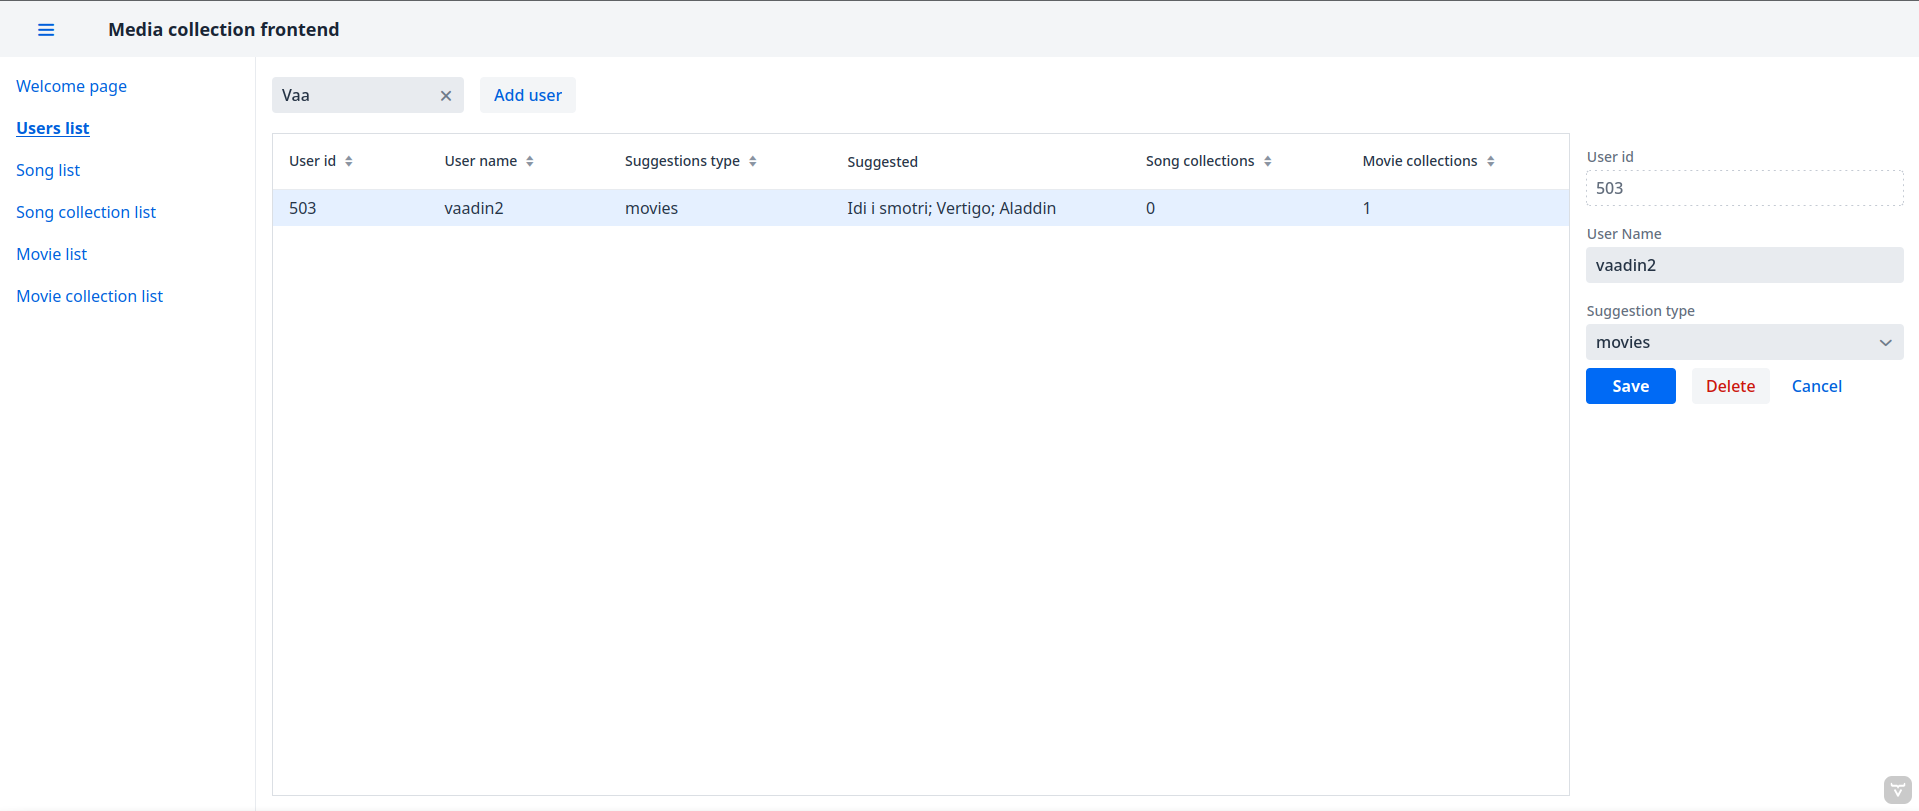 Media collection frontend
Welcome page
Users list
Song list
Song collection list
Movie list
Movie collection list
Vaa
Add user
User id User name Suggestions type Suggested Song collections Movie collections
503 vaadin2 movies Idi i smotri; Vertigo; Aladdin 0 1
User id
503
User Name
vaadin2
Suggestion type
movies
Save Delete Cancel